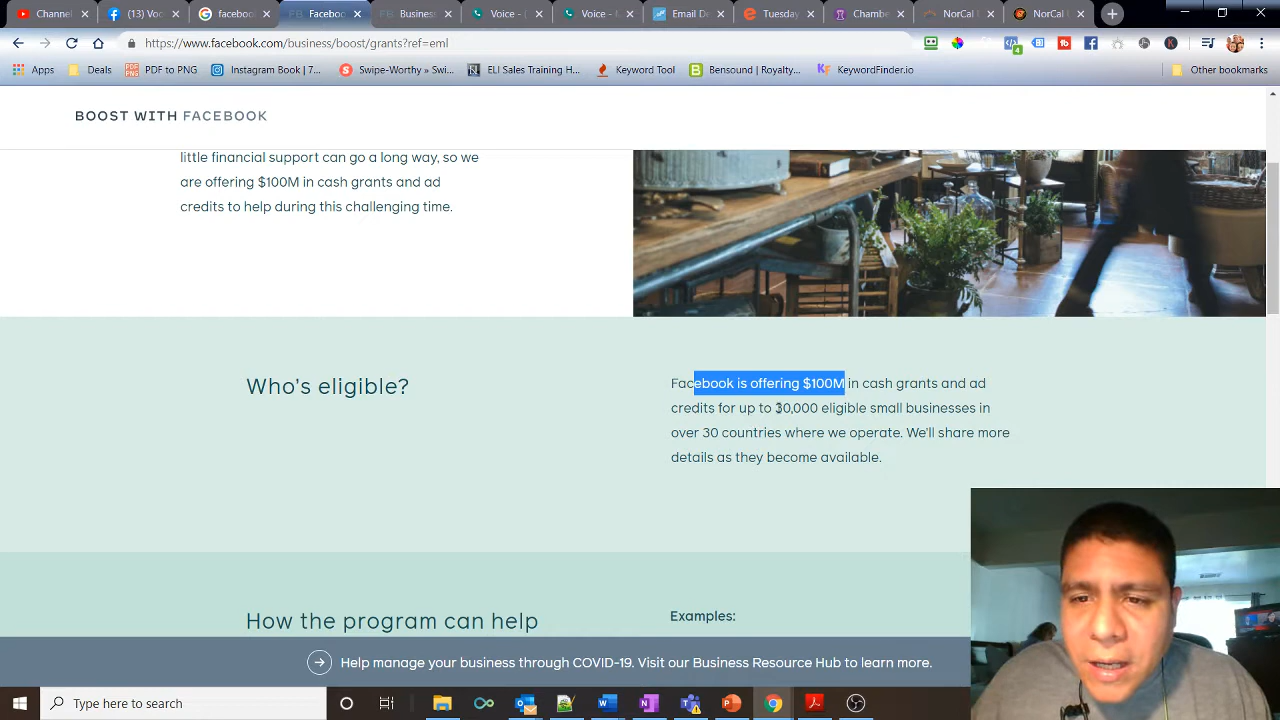 Channel
(13) Voc
facebool
Faceboo
Business
Voice - (
Voice - M
Email De
Tuesday
Chambe
NorCal U
NorCal U
https://www.facebook.com/business/boost/grants?ref=eml
Apps
Deals
PDF to PNG
Instagram Book | 7...
Swipe-Worthy » Swi...
ELI Sales Training H...
Keyword Tool
Bensound | Royalty...
KeywordFinder.io
Other bookmarks
BOOST WITH FACEBOOK
little financial support can go a long way, so we
are offering $100M in cash grants and ad
credits to help during this challenging time.
Who's eligible?
Facebook is offering $100M in cash grants and ad
credits for up to 30,000 eligible small businesses in
over 30 countries where we operate. We'll share more
details as they become available.
How the program can help
Examples:
Help manage your business through COVID-19. Visit our Business Resource Hub to learn more.
Type here to search